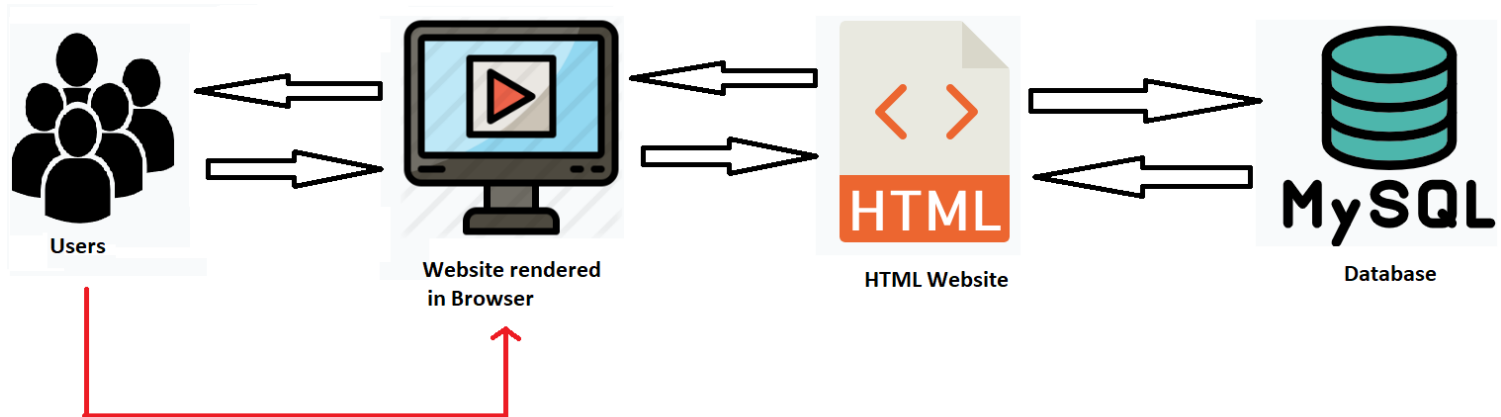 HTML
MySQL
Users
Website rendered
in Browser
HTML Website
Database